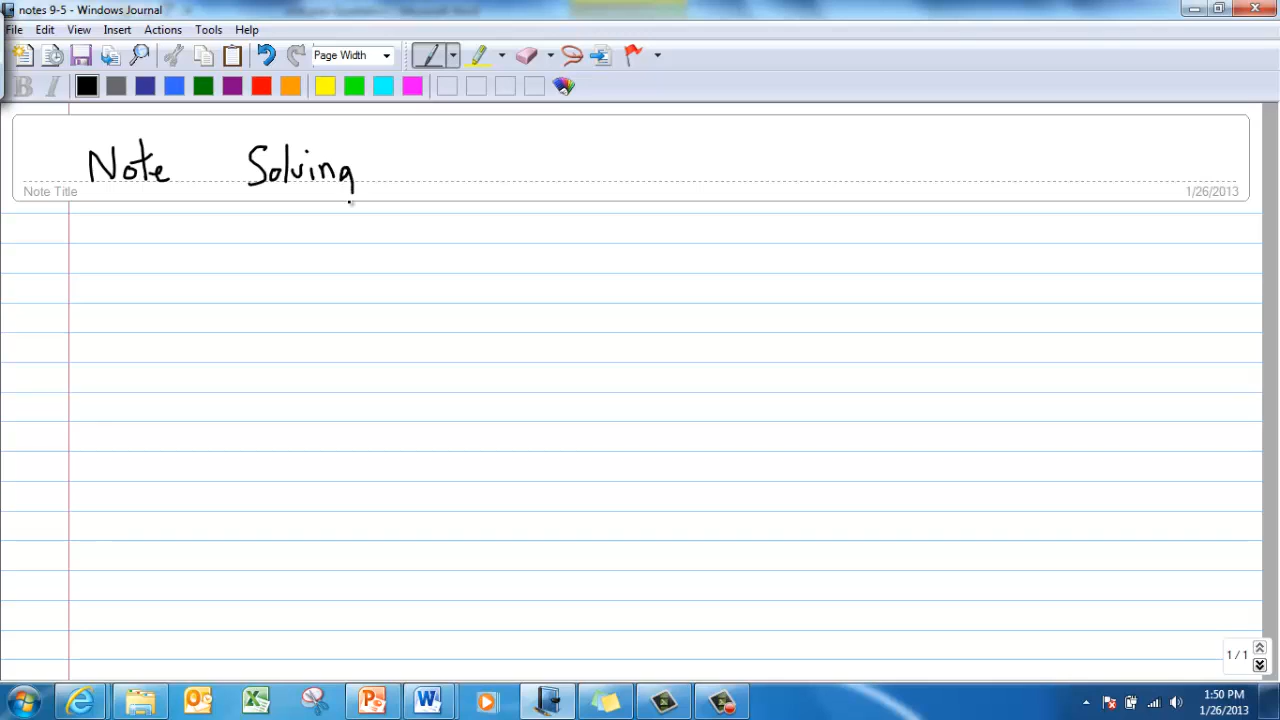 notes 9-5 - Windows Journal
File Edit View Insert Actions Tools Help
Page Width
B I
Note Solving
Note Title 1/26/2013
1 / 1
1:50 PM
1/26/2013